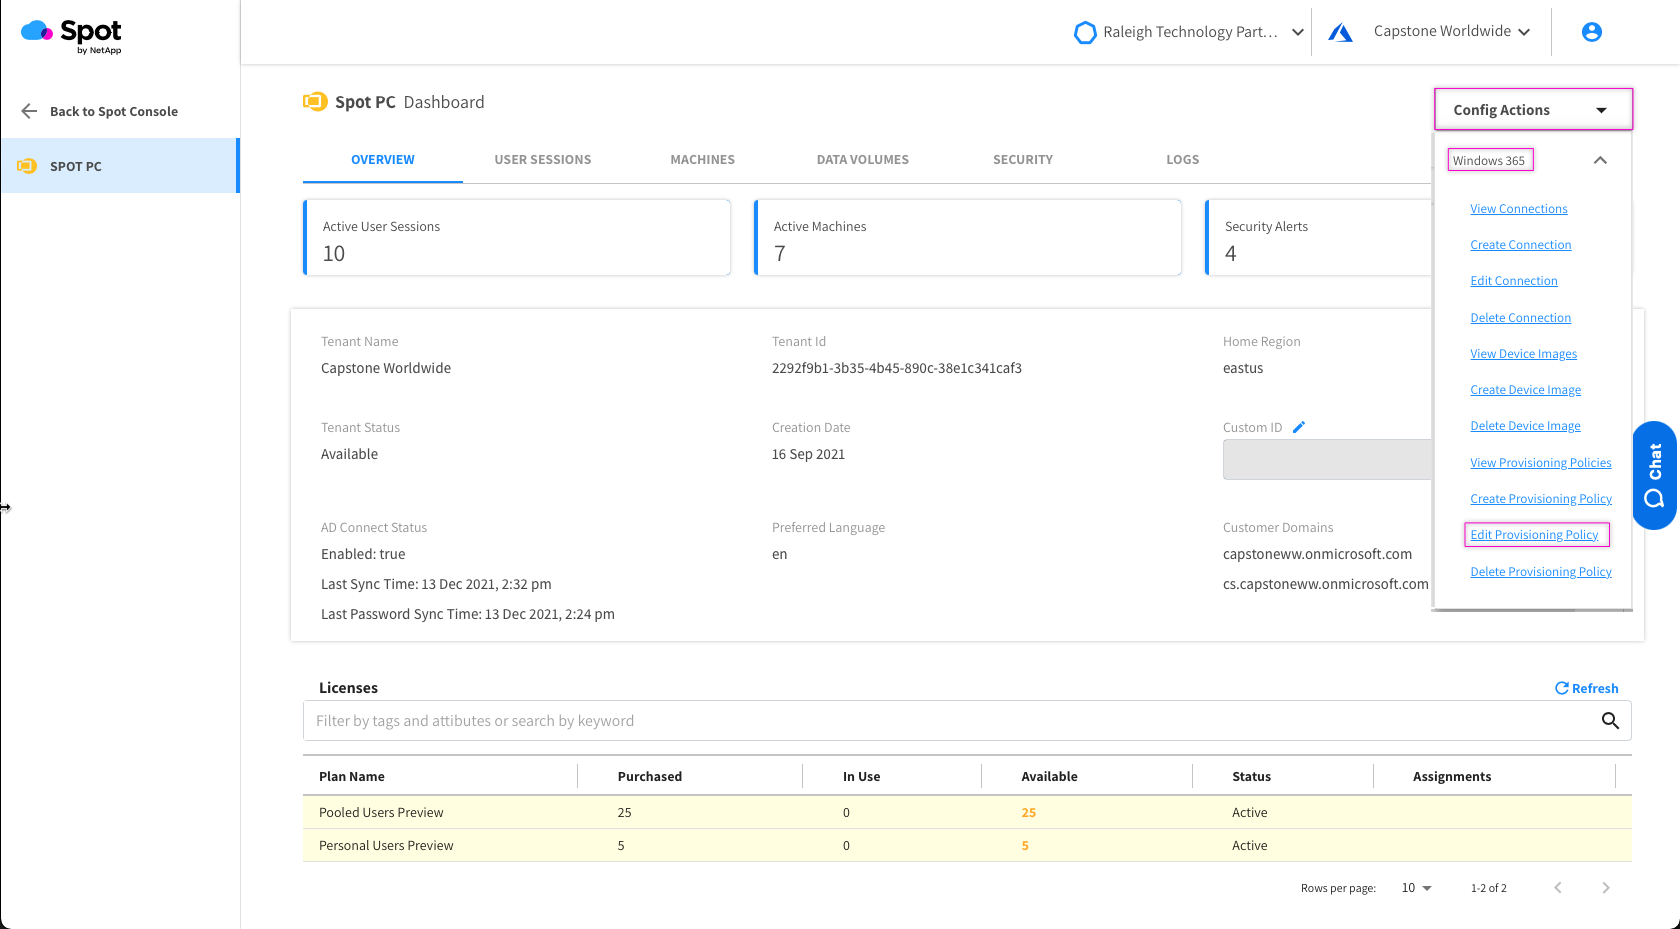 Spot
by NetApp
Raleigh Technology Part...
Capstone Worldwide
Back to Spot Console
SPOT PC
Spot PC Dashboard
Config Actions
OVERVIEW
USER SESSIONS
MACHINES
DATA VOLUMES
SECURITY
LOGS
Windows 365
View Connections
Create Connection
Edit Connection
Delete Connection
View Device Images
Create Device Image
Delete Device Image
View Provisioning Policies
Create Provisioning Policy
Edit Provisioning Policy
Delete Provisioning Policy
Active User Sessions
10
Active Machines
7
Security Alerts
4
Tenant Name
Capstone Worldwide
Tenant Id
2292f9b1-3b35-4b45-890c-38e1c341caf3
Home Region
eastus
Tenant Status
Available
Creation Date
16 Sep 2021
Custom ID
AD Connect Status
Enabled: true
Last Sync Time: 13 Dec 2021, 2:32 pm
Last Password Sync Time: 13 Dec 2021, 2:24 pm
Preferred Language
en
Customer Domains
capstoneww.onmicrosoft.com
cs.capstoneww.onmicrosoft.com
Chat
Licenses
Refresh
Filter by tags and attibutes or search by keyword
Plan Name Purchased In Use Available Status Assignments
Pooled Users Preview 25 0 25 Active
Personal Users Preview 5 0 5 Active
Rows per page: 10 1-2 of 2